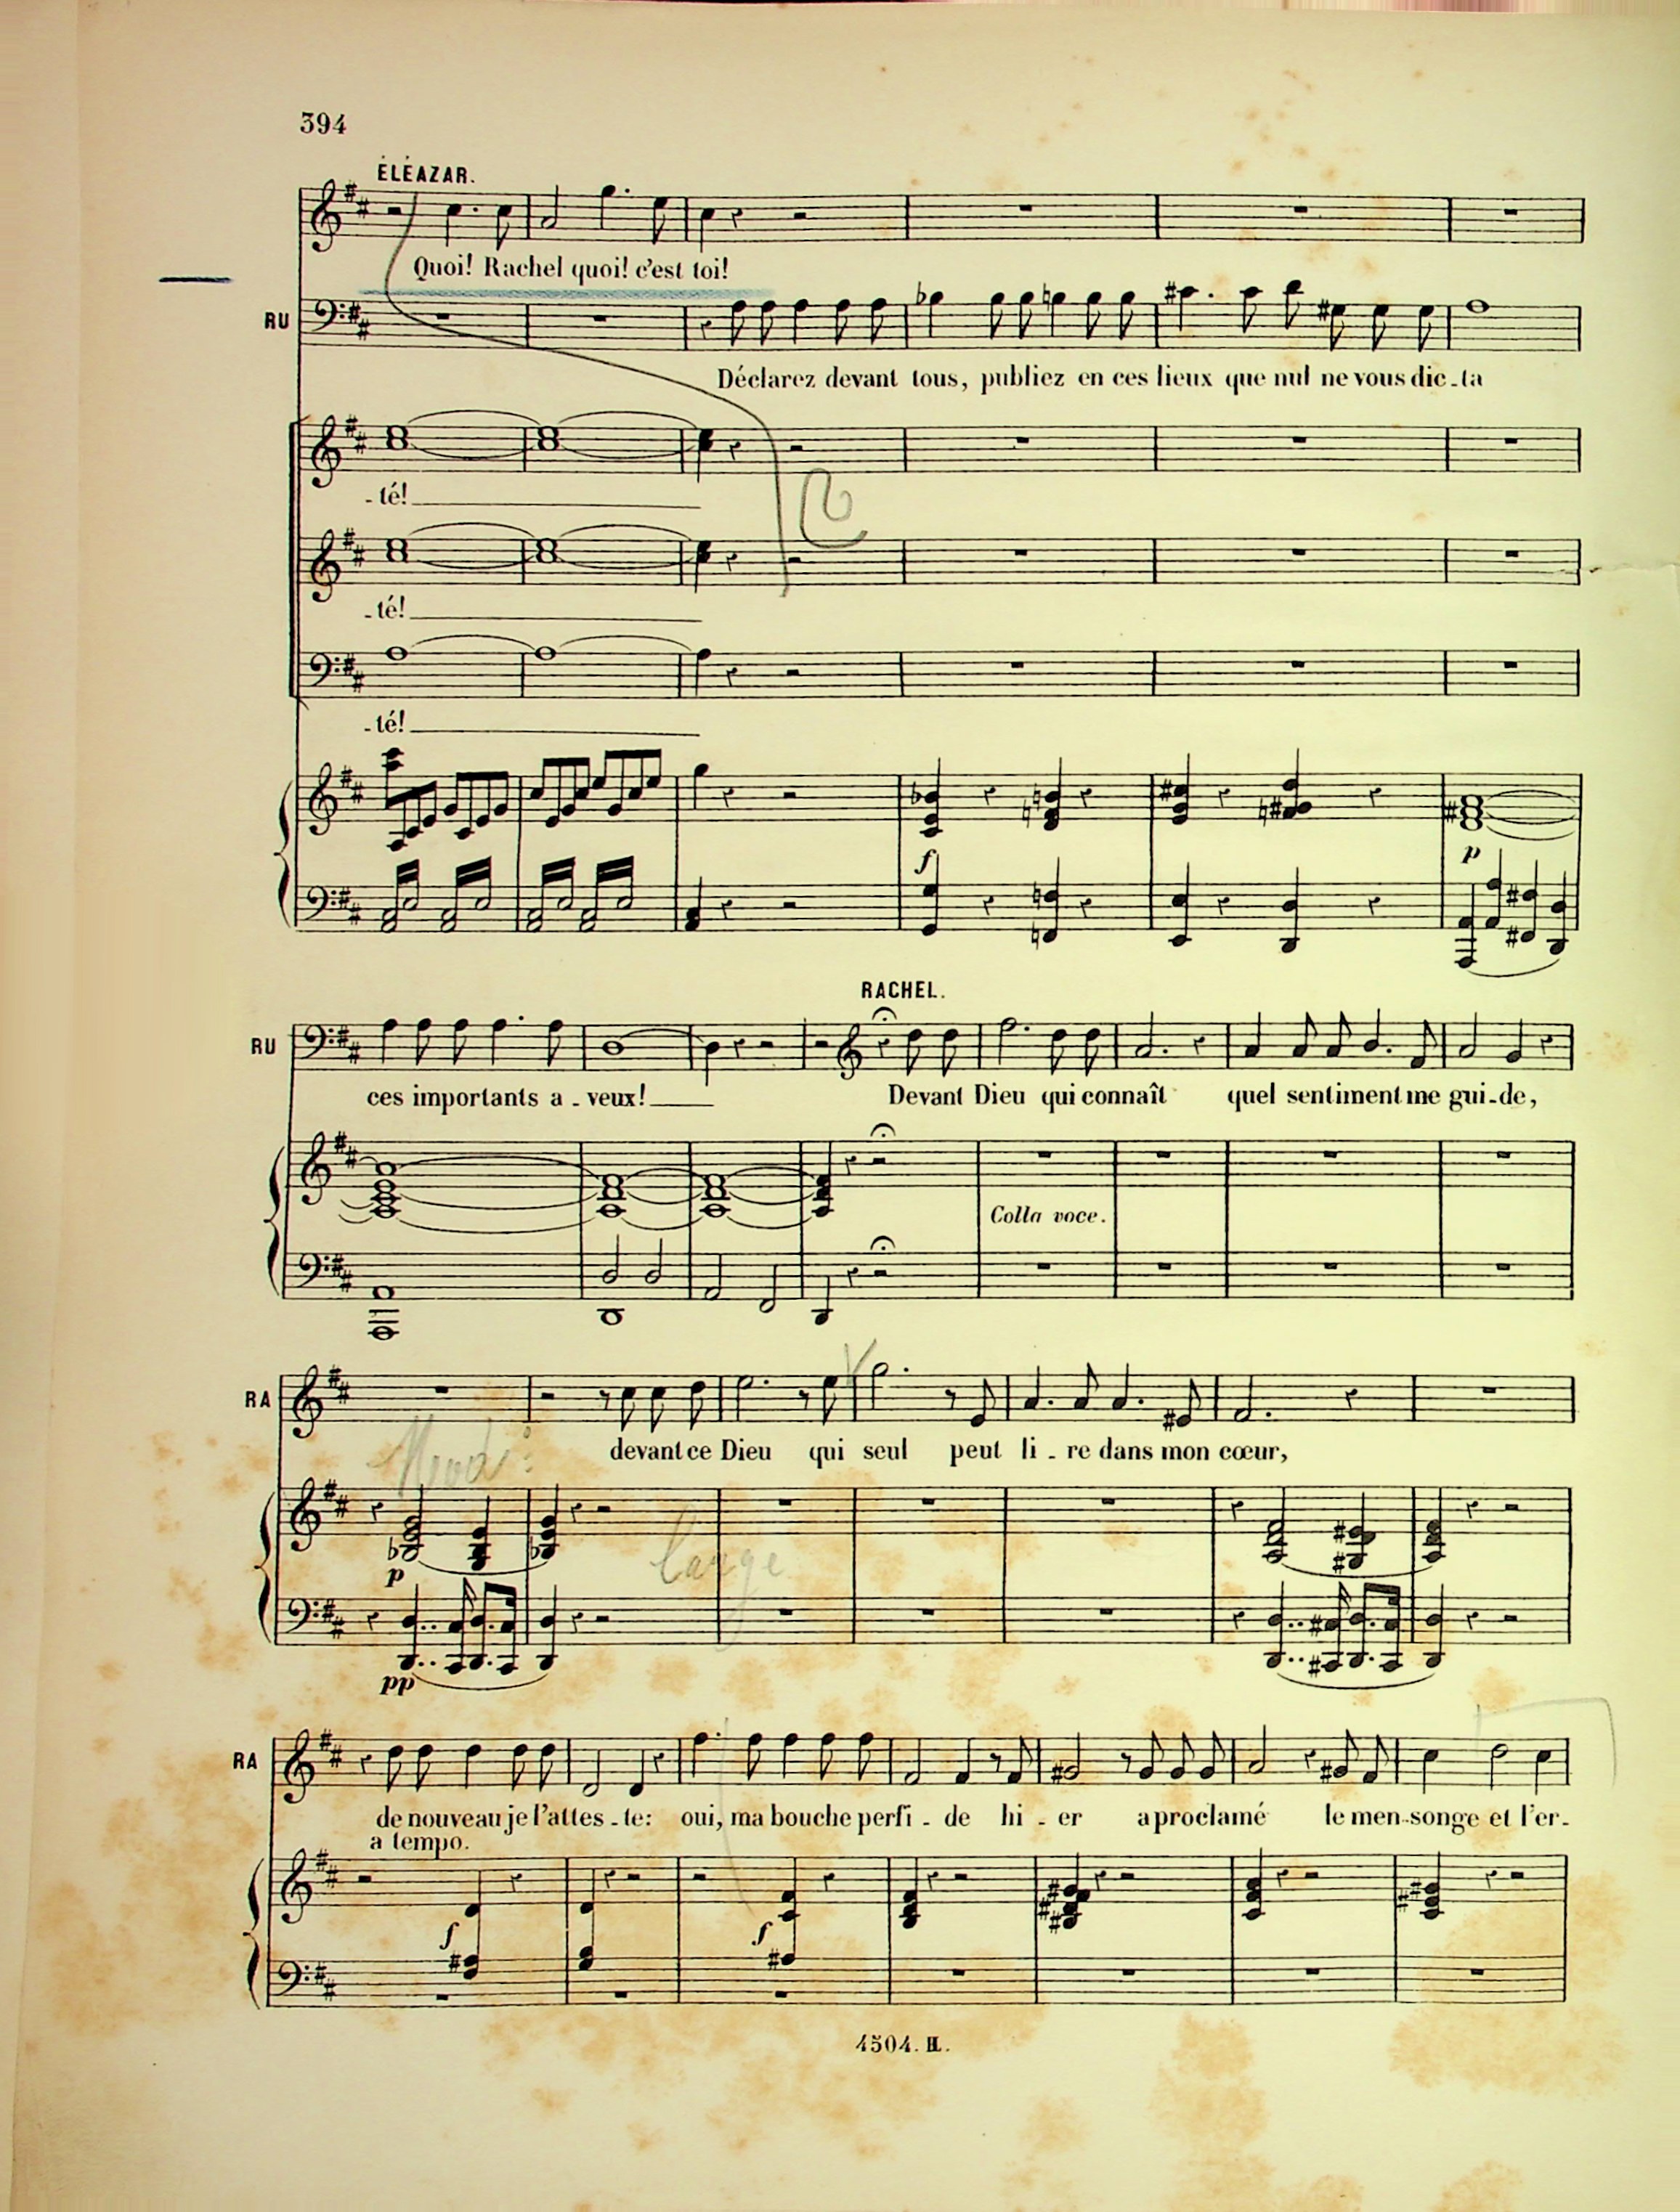 394
ÉLÉAZAR.
Quoi! Rachel quoi! c'est toi!
RU
Déclarez devant tous, publiez en ces lieux que nul ne vous dic-ta
-té!
-té!
-té!
f
p
RACHEL.
RU
ces importants a-veux! Devant Dieu qui connaît quel sentiment me gui-de,
Colla voce.
RA
devant ce Dieu qui seul peut li-re dans mon cœur,
Large
p
pp
RA
de nouveau je l'attes-te: oui, ma bouche perfi-de hi-er a proclamé le men-songe et l'er-
a tempo.
f f
4504. H.